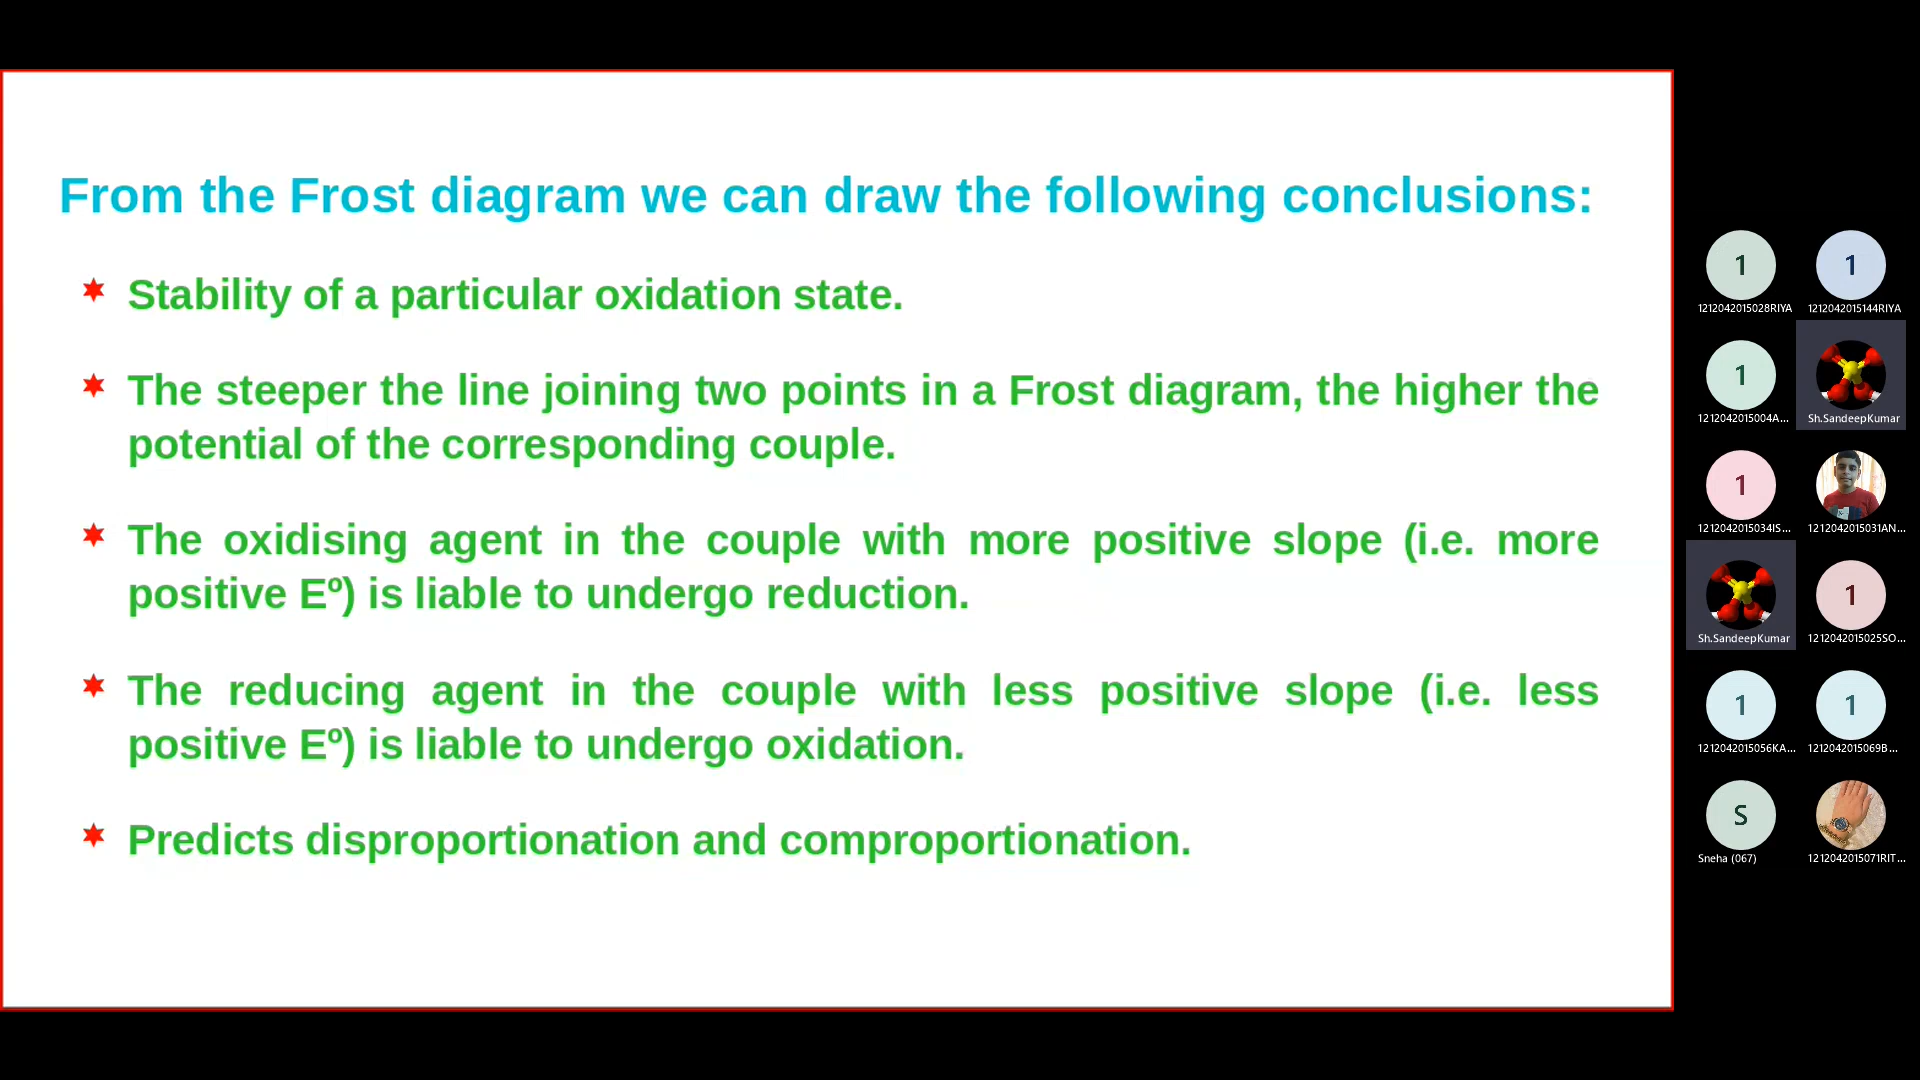 From the Frost diagram we can draw the following conclusions:
Stability of a particular oxidation state.
The steeper the line joining two points in a Frost diagram, the higher the
potential of the corresponding couple.
The oxidising agent in the couple with more positive slope (i.e. more
positive Eº) is liable to undergo reduction.
The reducing agent in the couple with less positive slope (i.e. less
positive Eº) is liable to undergo oxidation.
Predicts disproportionation and comproportionation.
1 1
1212042015028RIYA 1212042015144RIYA
1
1212042015004A... Sh.SandeepKumar
1
1212042015034IS... 1212042015031AN...
1
Sh.SandeepKumar 1212042015025SO...
1 1
1212042015056KA... 1212042015069B...
S
Sneha (067) 1212042015071RIT...